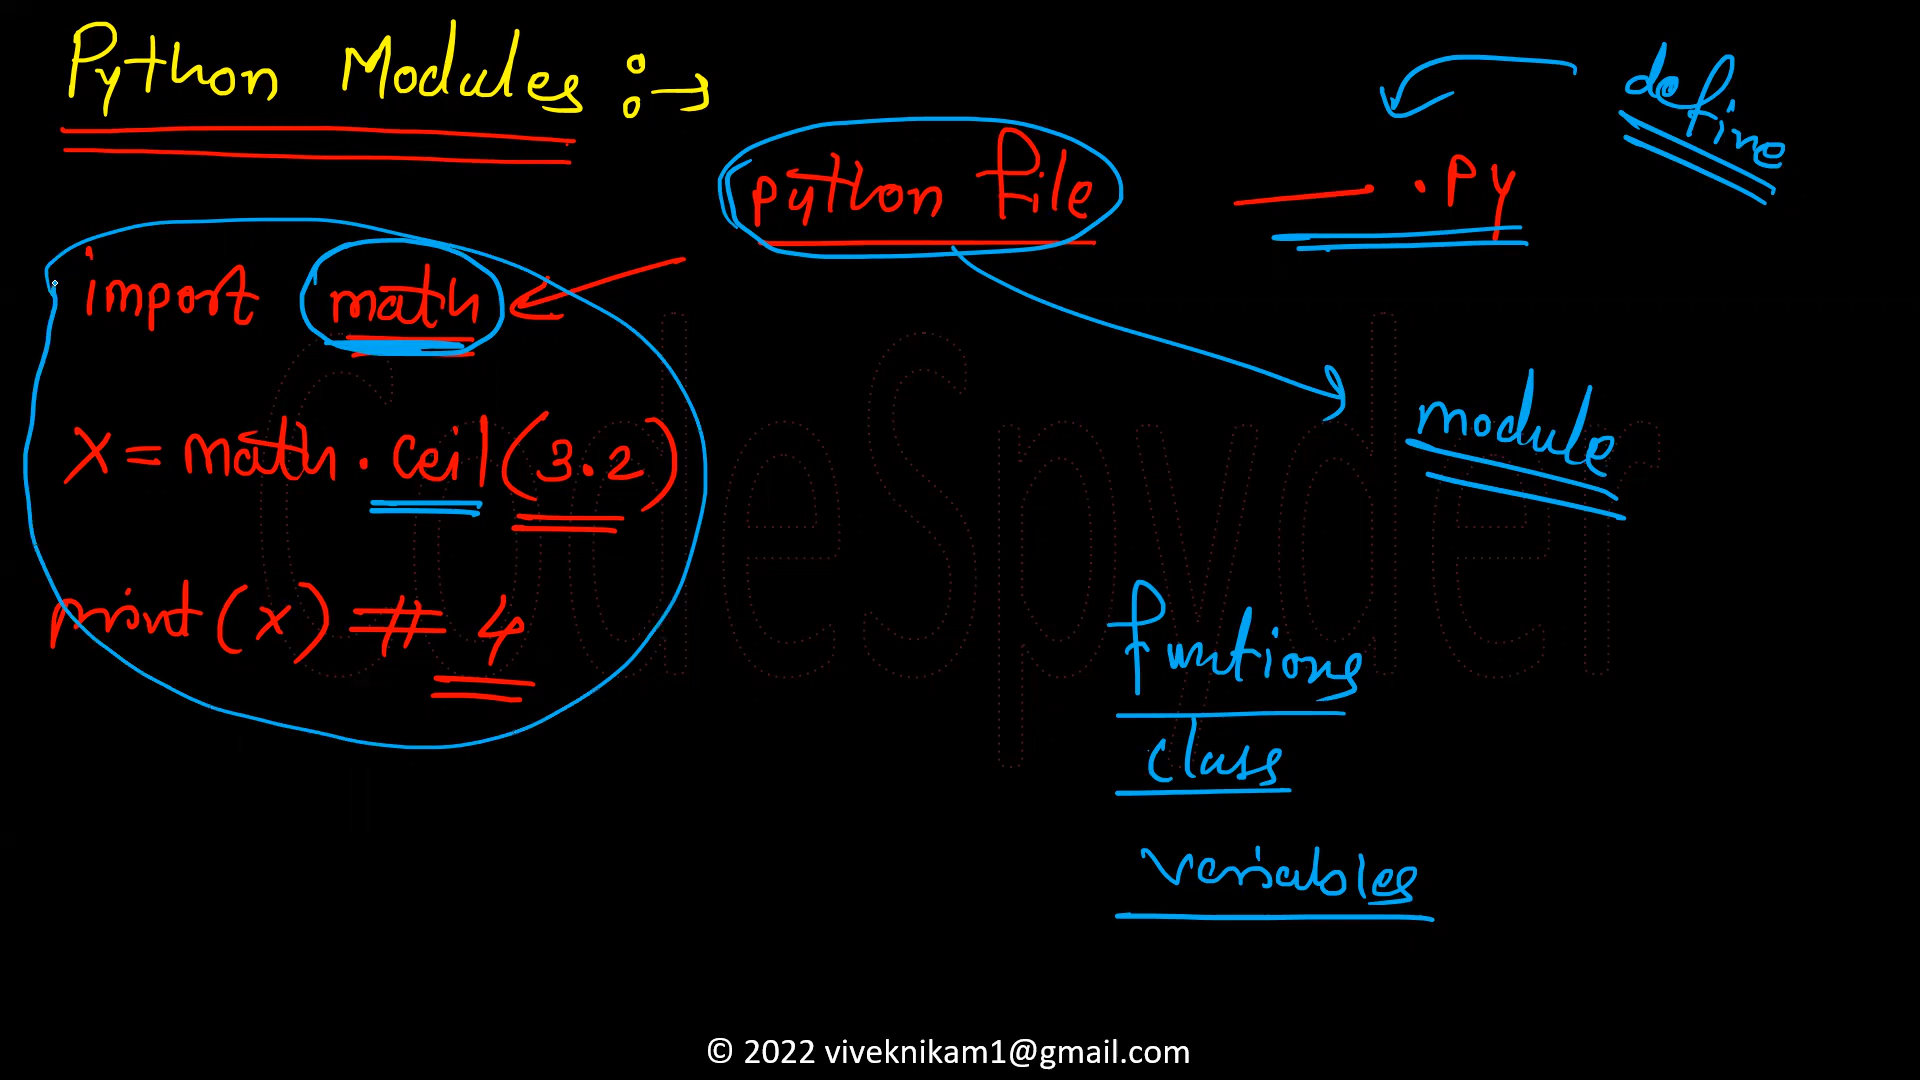 Python Modules :→
define
python file
____ .py
import math
x = math.ceil(3.2)
module
print(x) # 4
functions
class
variables
CodeSpyder
© 2022 viveknikam1@gmail.com